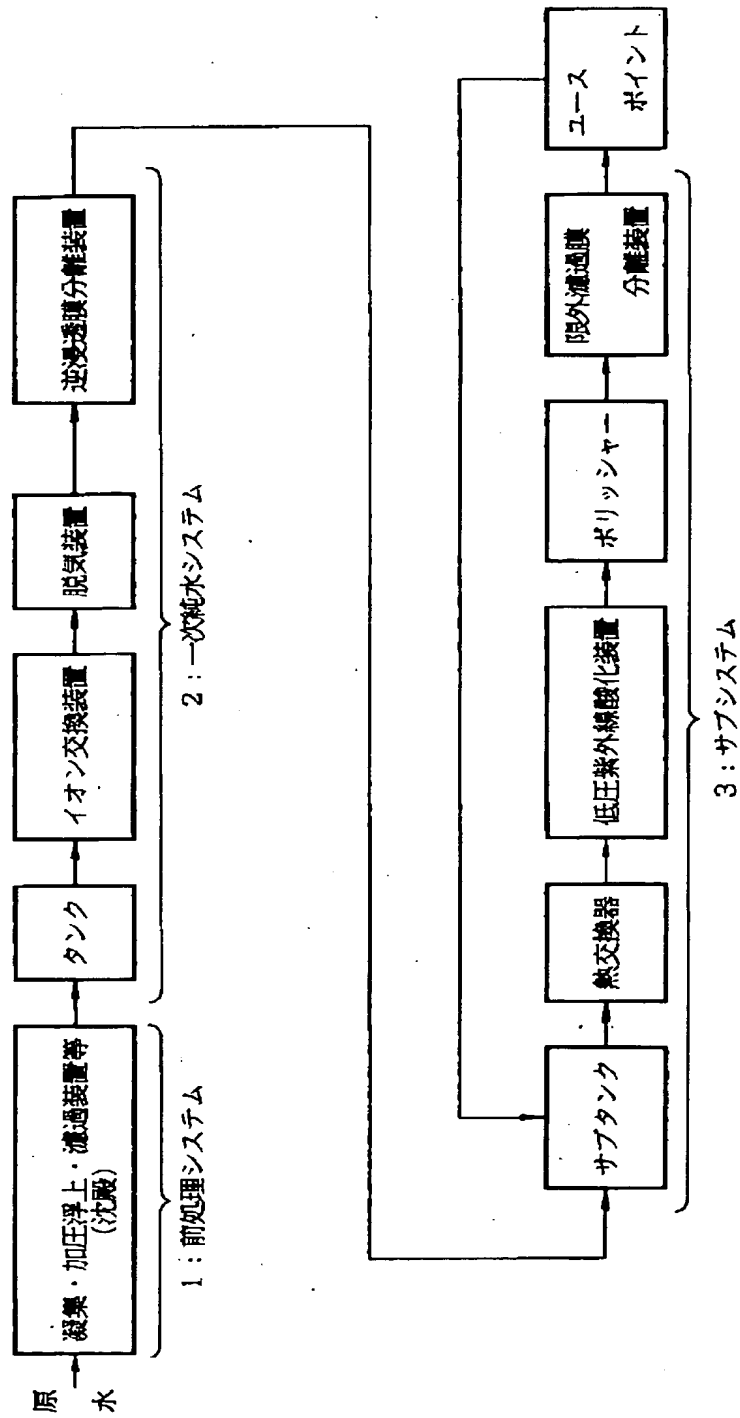 原
水
凝集・加圧浮上・濾過装置等
(沈殿)
1：前処理システム
タンク
イオン交換装置
脱気装置
逆浸透膜分離装置
2：一次純水システム
サブタンク
熱交換器
低圧紫外線酸化装置
ポリッシャー
限外濾過膜
分離装置
3：サブシステム
ユース
ポイント